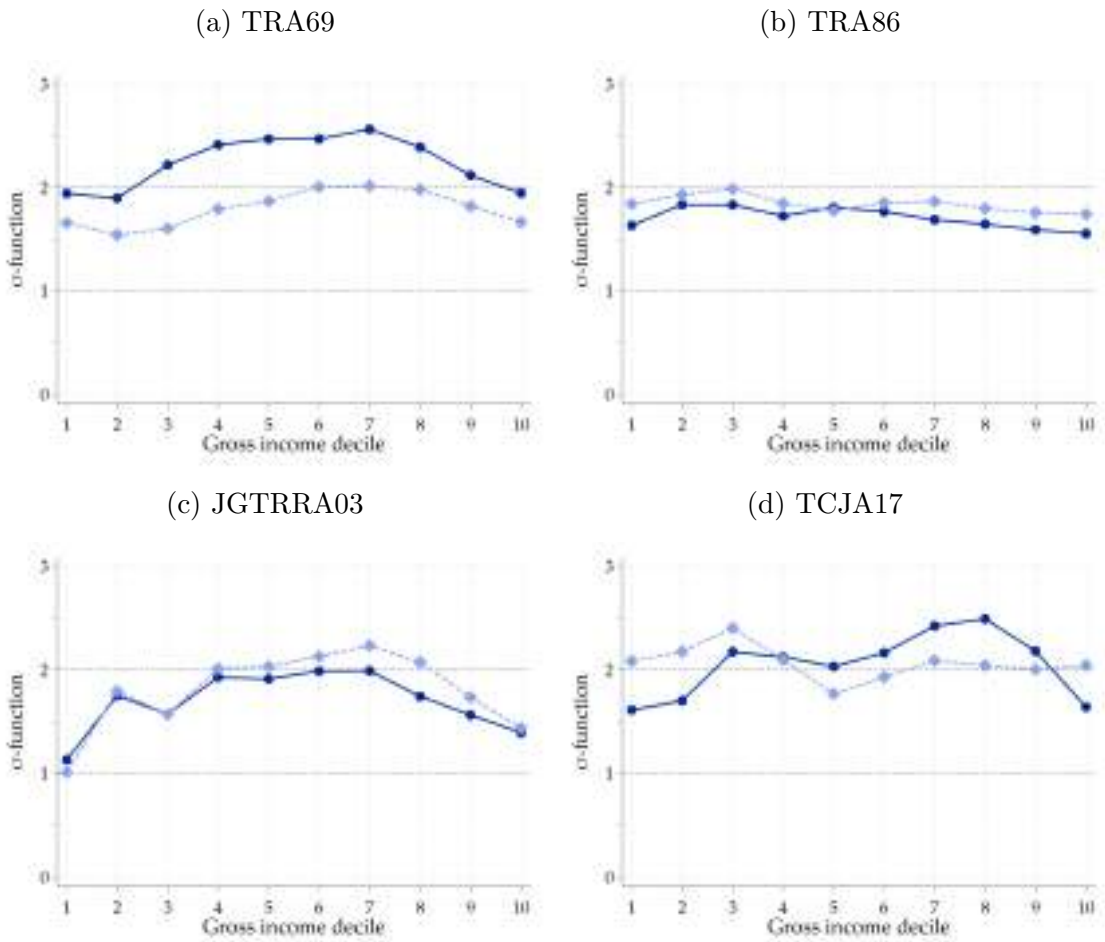 (a) TRA69
(b) TRA86
3
2
1
0
σ-function
1 2 3 4 5 6 7 8 9 10
Gross income decile
3
2
1
0
σ-function
1 2 3 4 5 6 7 8 9 10
Gross income decile
(c) JGTRRA03
(d) TCJA17
3
2
1
0
σ-function
1 2 3 4 5 6 7 8 9 10
Gross income decile
3
2
1
0
σ-function
1 2 3 4 5 6 7 8 9 10
Gross income decile